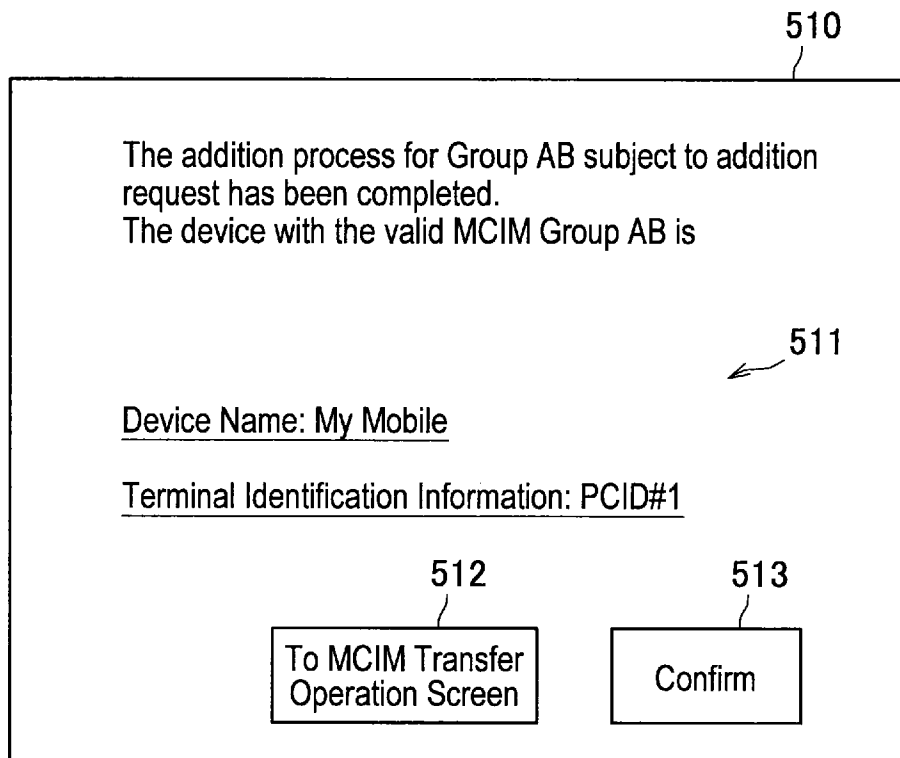 510
The addition process for Group AB subject to addition
request has been completed.
The device with the valid MCIM Group AB is
511
Device Name: My Mobile
Terminal Identification Information: PCID#1
512
513
To MCIM Transfer
Operation Screen
Confirm